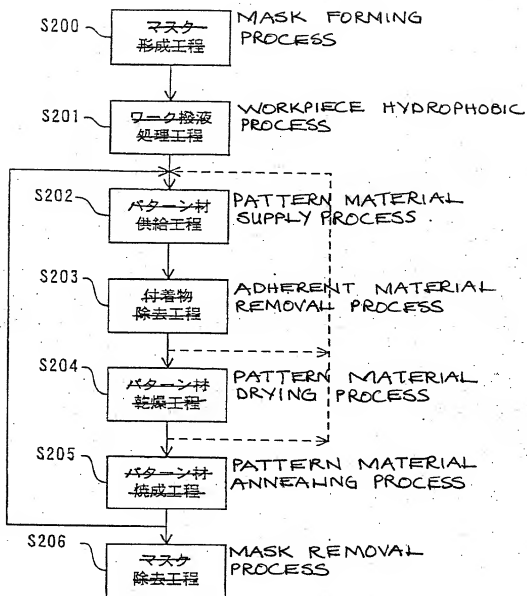 S200
マスク
形成工程
MASK FORMING
PROCESS
S201
ワーク撥液
処理工程
WORKPIECE HYDROPHOBIC
PROCESS
S202
パターン材
供給工程
PATTERN MATERIAL
SUPPLY PROCESS
S203
付着物
除去工程
ADHERENT MATERIAL
REMOVAL PROCESS
S204
パターン材
乾燥工程
PATTERN MATERIAL
DRYING PROCESS
S205
パターン材
焼成工程
PATTERN MATERIAL
ANNEALING PROCESS
S206
マスク
除去工程
MASK REMOVAL
PROCESS